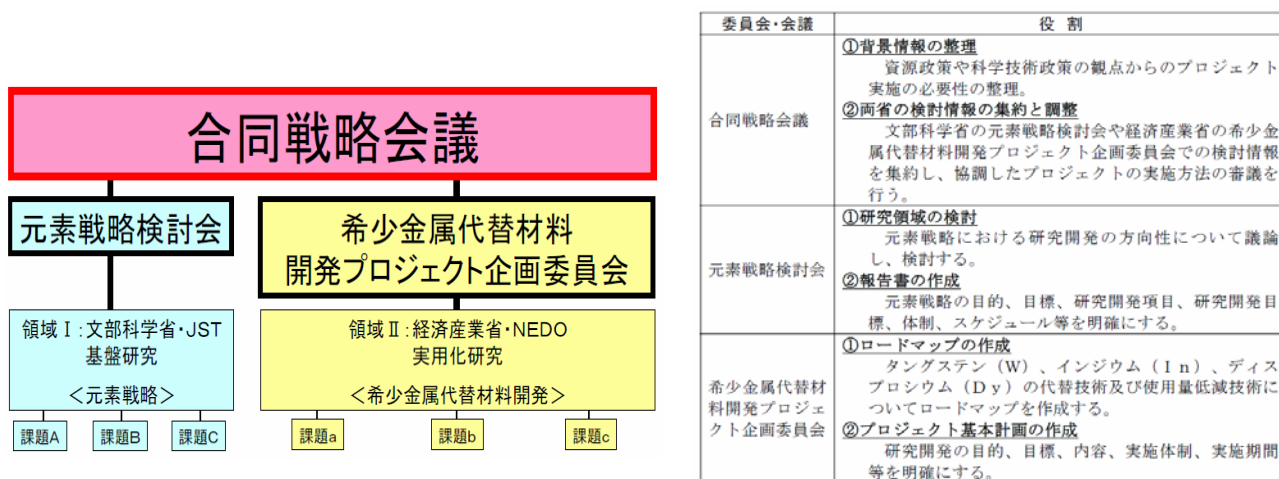 合同戦略会議
元素戦略検討会
希少金属代替材料
開発プロジェクト企画委員会
領域Ⅰ:文部科学省・JST
基盤研究
<元素戦略>
領域Ⅱ:経済産業省・NEDO
実用化研究
<希少金属代替材料開発>
課題A
課題B
課題C
課題a
課題b
課題c
委員会・会議
役 割
合同戦略会議
①背景情報の整理
資源政策や科学技術政策の観点からのプロジェクト
実施の必要性の整理。
②両省の検討情報の集約と調整
文部科学省の元素戦略検討会や経済産業省の希少金
属代替材料開発プロジェクト企画委員会での検討情報
を集約し、協調したプロジェクトの実施方法の審議を
行う。
元素戦略検討会
①研究領域の検討
元素戦略における研究開発の方向性について議論
し、検討する。
②報告書の作成
元素戦略の目的、目標、研究開発項目、研究開発目
標、体制、スケジュール等を明確にする。
希少金属代替材
料開発プロジェ
クト企画委員会
①ロードマップの作成
タングステン(W)、インジウム(In)、ディス
プロシウム(Dy)の代替技術及び使用量低減技術に
ついてロードマップを作成する。
②プロジェクト基本計画の作成
研究開発の目的、目標、内容、実施体制、実施期間
等を明確にする。